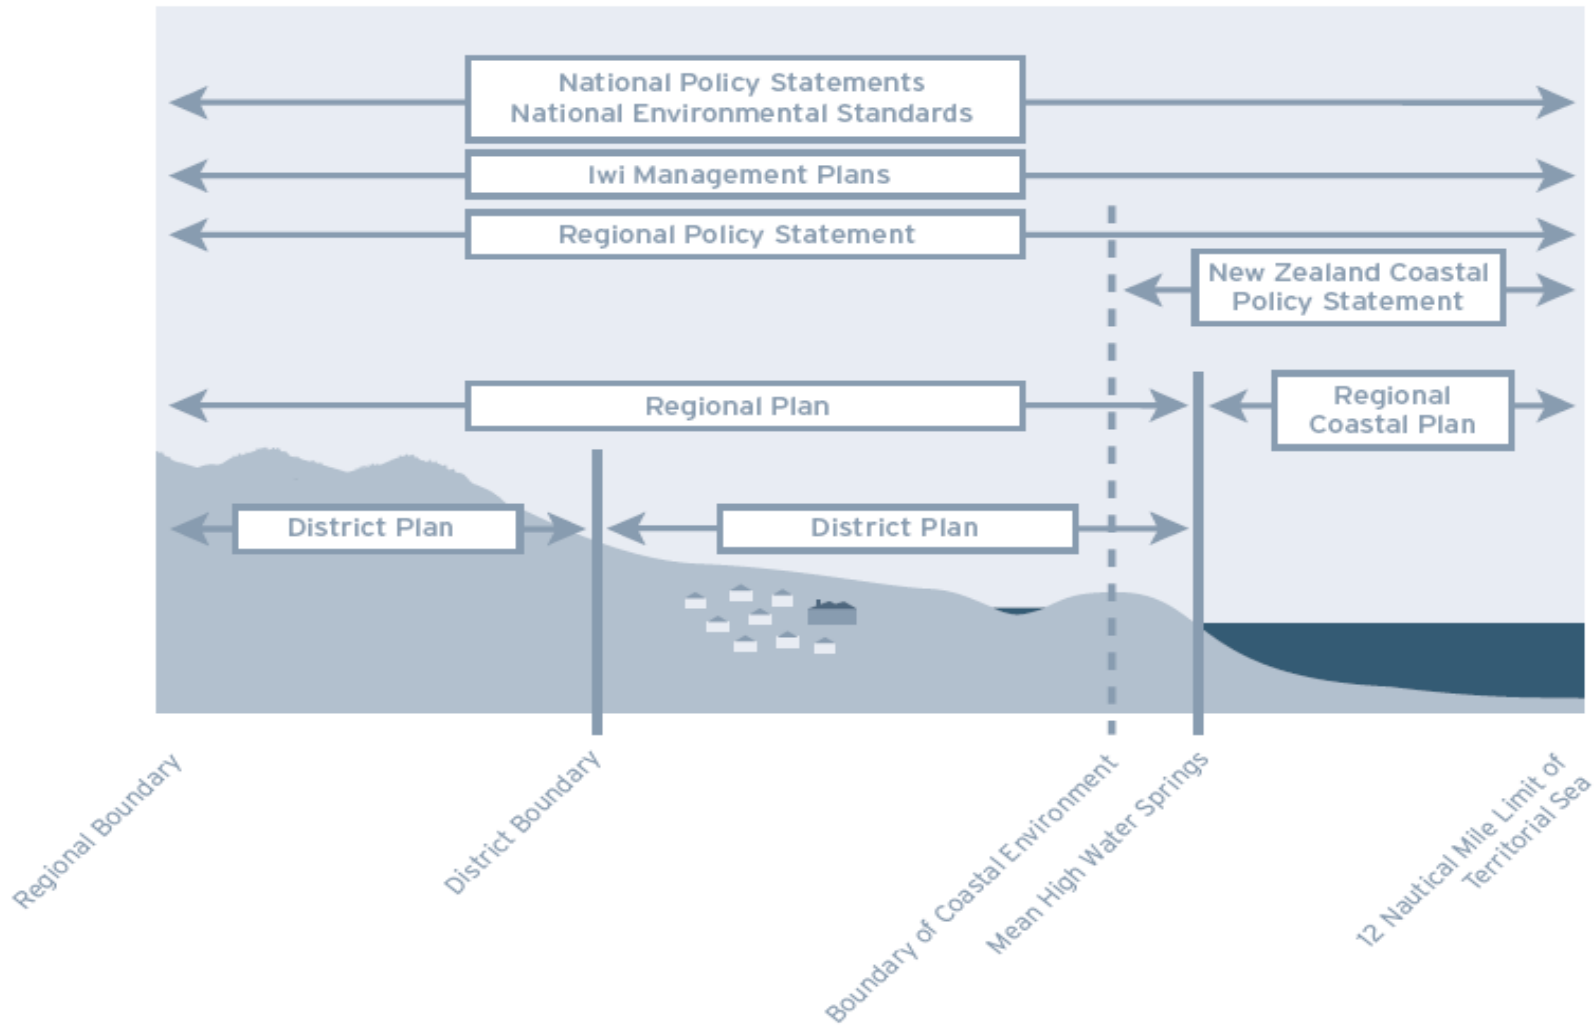 National Policy Statements
National Environmental Standards
Iwi Management Plans
Regional Policy Statement
New Zealand Coastal
Policy Statement
Regional Plan
Regional
Coastal Plan
District Plan
District Plan
Regional Boundary
District Boundary
Boundary of Coastal Environment
Mean High Water Springs
12 Nautical Mile Limit of
Territorial Sea